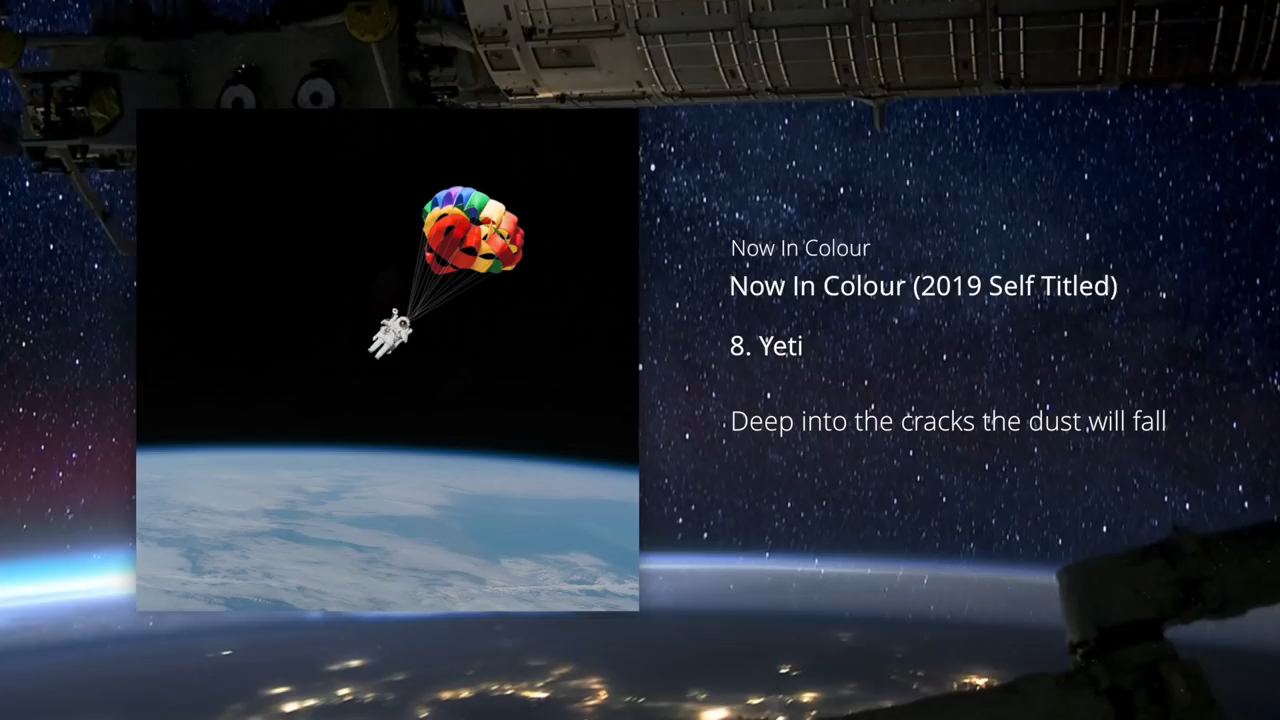 Now In Colour
Now In Colour (2019 Self Titled)
8. Yeti
Deep into the cracks the dust will fall